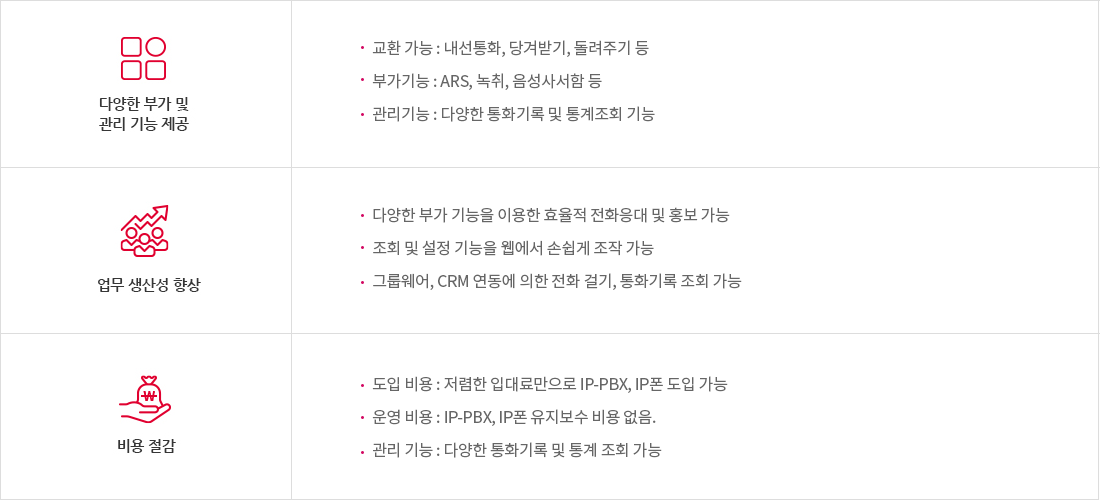 다양한 부가 및
관리 기능 제공
교환 가능 : 내선통화, 당겨받기, 돌려주기 등
부가기능 : ARS, 녹취, 음성사서함 등
관리기능 : 다양한 통화기록 및 통계조회 기능
업무 생산성 향상
다양한 부가 기능을 이용한 효율적 전화응대 및 홍보 가능
조회 및 설정 기능을 웹에서 손쉽게 조작 가능
그룹웨어, CRM 연동에 의한 전화 걸기, 통화기록 조회 가능
₩
비용 절감
도입 비용 : 저렴한 임대료만으로 IP-PBX, IP폰 도입 가능
운영 비용 : IP-PBX, IP폰 유지보수 비용 없음.
관리 기능 : 다양한 통화기록 및 통계 조회 가능